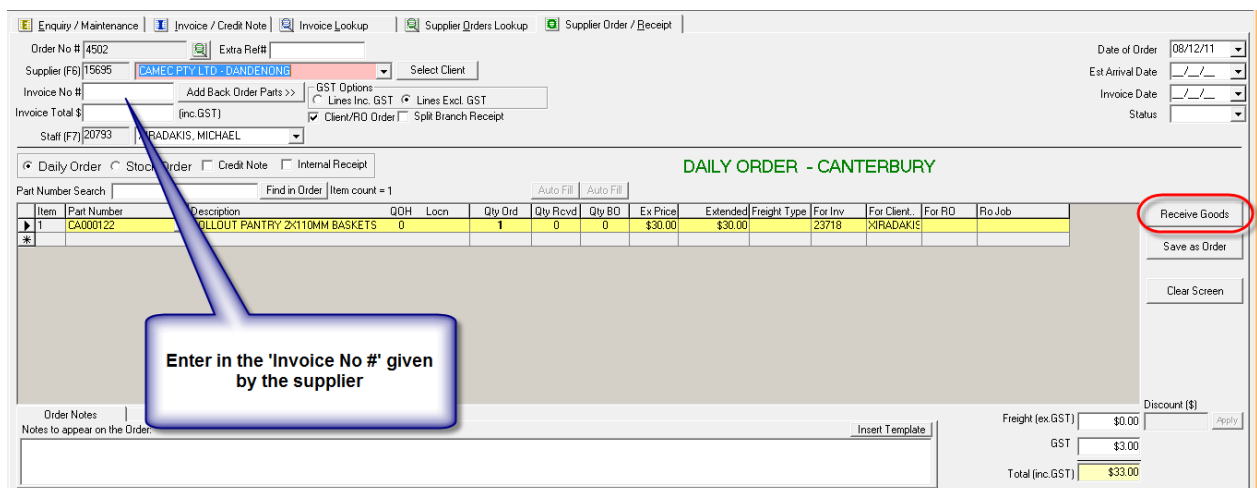 E Enquiry / Maintenance I Invoice / Credit Note Invoice Lookup Supplier Orders Lookup Supplier Order / Receipt
Order No # 4502 Extra Ref# Date of Order 08/12/11
Supplier (F6) 15695 CAMEC PTY LTD - DANDENONG Select Client Est Arrival Date _/_/_
Invoice No # Add Back Order Parts >> GST Options Lines Inc. GST Lines Excl. GST Invoice Date _/_/_
Invoice Total $ (inc.GST) Client/RO Order Split Branch Receipt Status
Staff (F7) 20793 XIRADAKIS, MICHAEL
Daily Order Stock Order Credit Note Internal Receipt DAILY ORDER - CANTERBURY
Part Number Search Find in Order Item count = 1 Auto Fill Auto Fill
Item Part Number Description QOH Locn Qty Ord Qty Rcvd Qty BO Ex Price Extended Freight Type For Inv For Client.. For RO Ro Job Receive Goods
1 CA000122 ROLLOUT PANTRY 2X110MM BASKETS 0 1 0 0 $30.00 $30.00 23718 XIRADAKIS
Save as Order
Clear Screen
Enter in the 'Invoice No #' given
by the supplier
Discount ($)
Order Notes Freight (ex.GST) $0.00 Apply
Notes to appear on the Order: Insert Template
GST $3.00
Total (inc.GST) $33.00